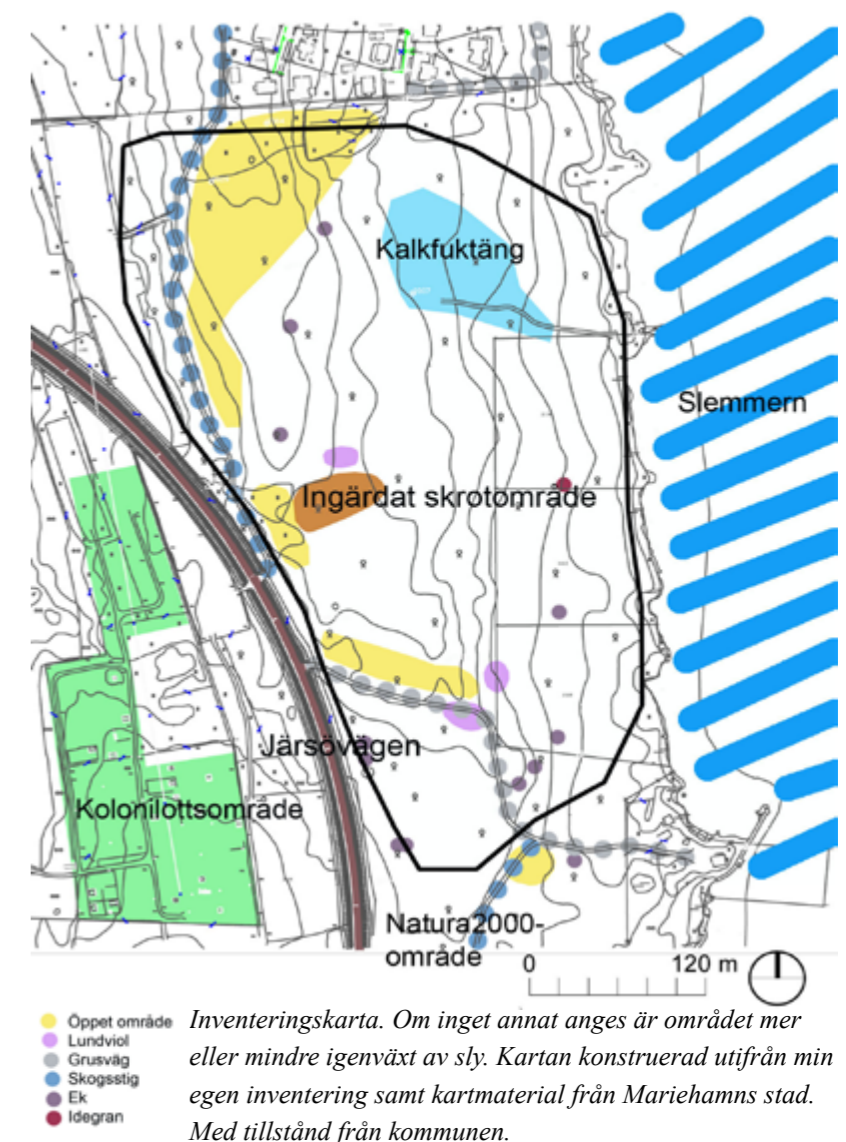 Kalkfuktäng
Slemmern
Ingärdat skrotområde
Järsövägen
Kolonilottsområde
Natura2000-
område
0 120 m
Öppet område
Lundviol
Grusväg
Skogsstig
Ek
Idegran
Inventeringskarta. Om inget annat anges är området mer
eller mindre igenväxt av sly. Kartan konstruerad utifrån min
egen inventering samt kartmaterial från Mariehamns stad.
Med tillstånd från kommunen.